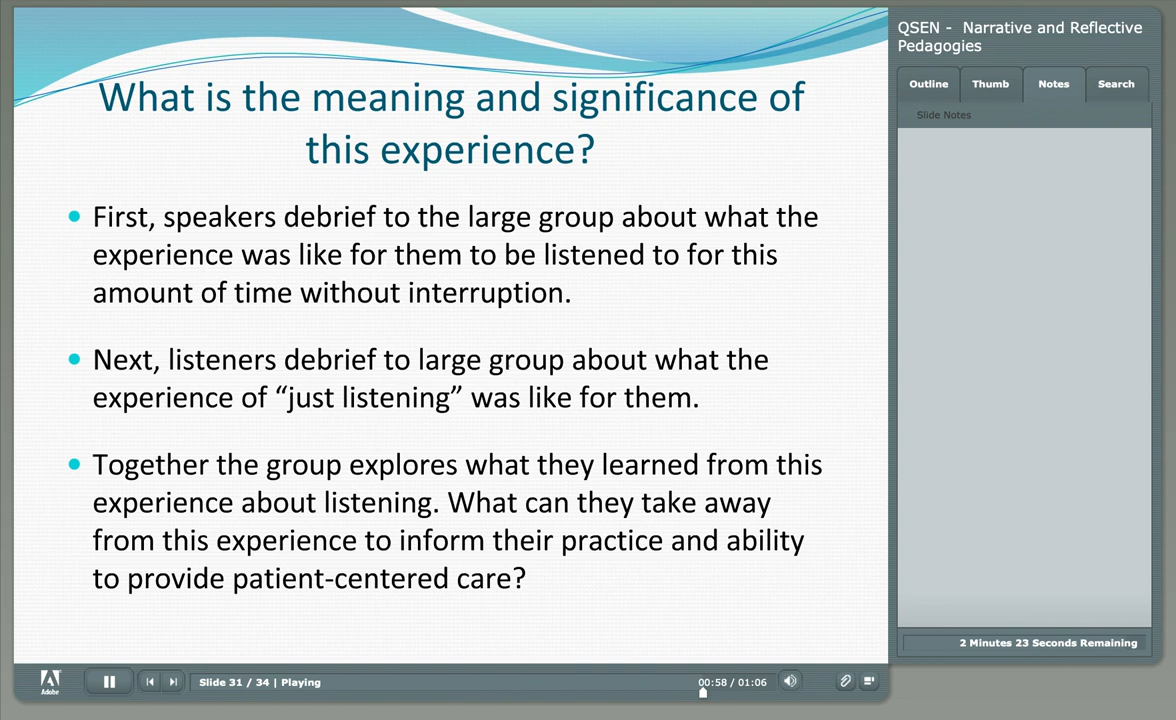 What is the meaning and significance of
this experience?
First, speakers debrief to the large group about what the
experience was like for them to be listened to for this
amount of time without interruption.
Next, listeners debrief to large group about what the
experience of “just listening” was like for them.
Together the group explores what they learned from this
experience about listening. What can they take away
from this experience to inform their practice and ability
to provide patient-centered care?
QSEN - Narrative and Reflective
Pedagogies
Outline Thumb Notes Search
Slide Notes
2 Minutes 23 Seconds Remaining
Adobe
Slide 31 / 34 | Playing
00:58 / 01:06